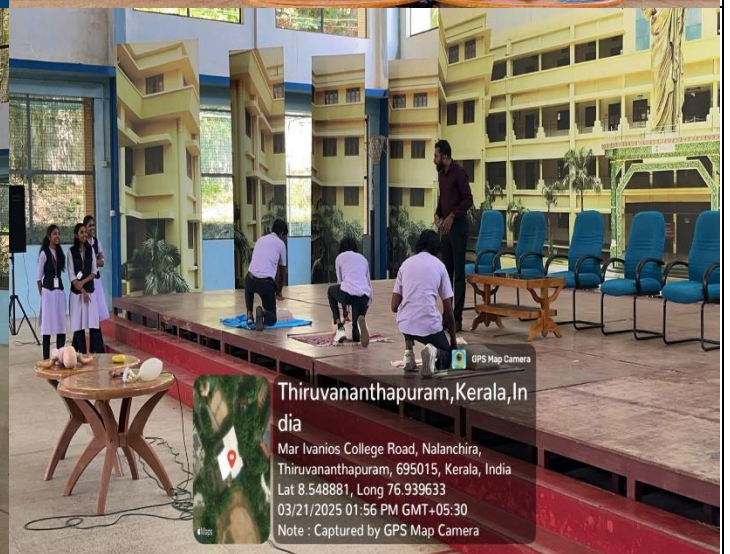 GPS Map Camera
Thiruvananthapuram,Kerala,In
dia
Mar Ivanios College Road, Nalanchira,
Thiruvananthapuram, 695015, Kerala, India
Lat 8.548881, Long 76.939633
03/21/2025 01:56 PM GMT+05:30
Note : Captured by GPS Map Camera
Maps